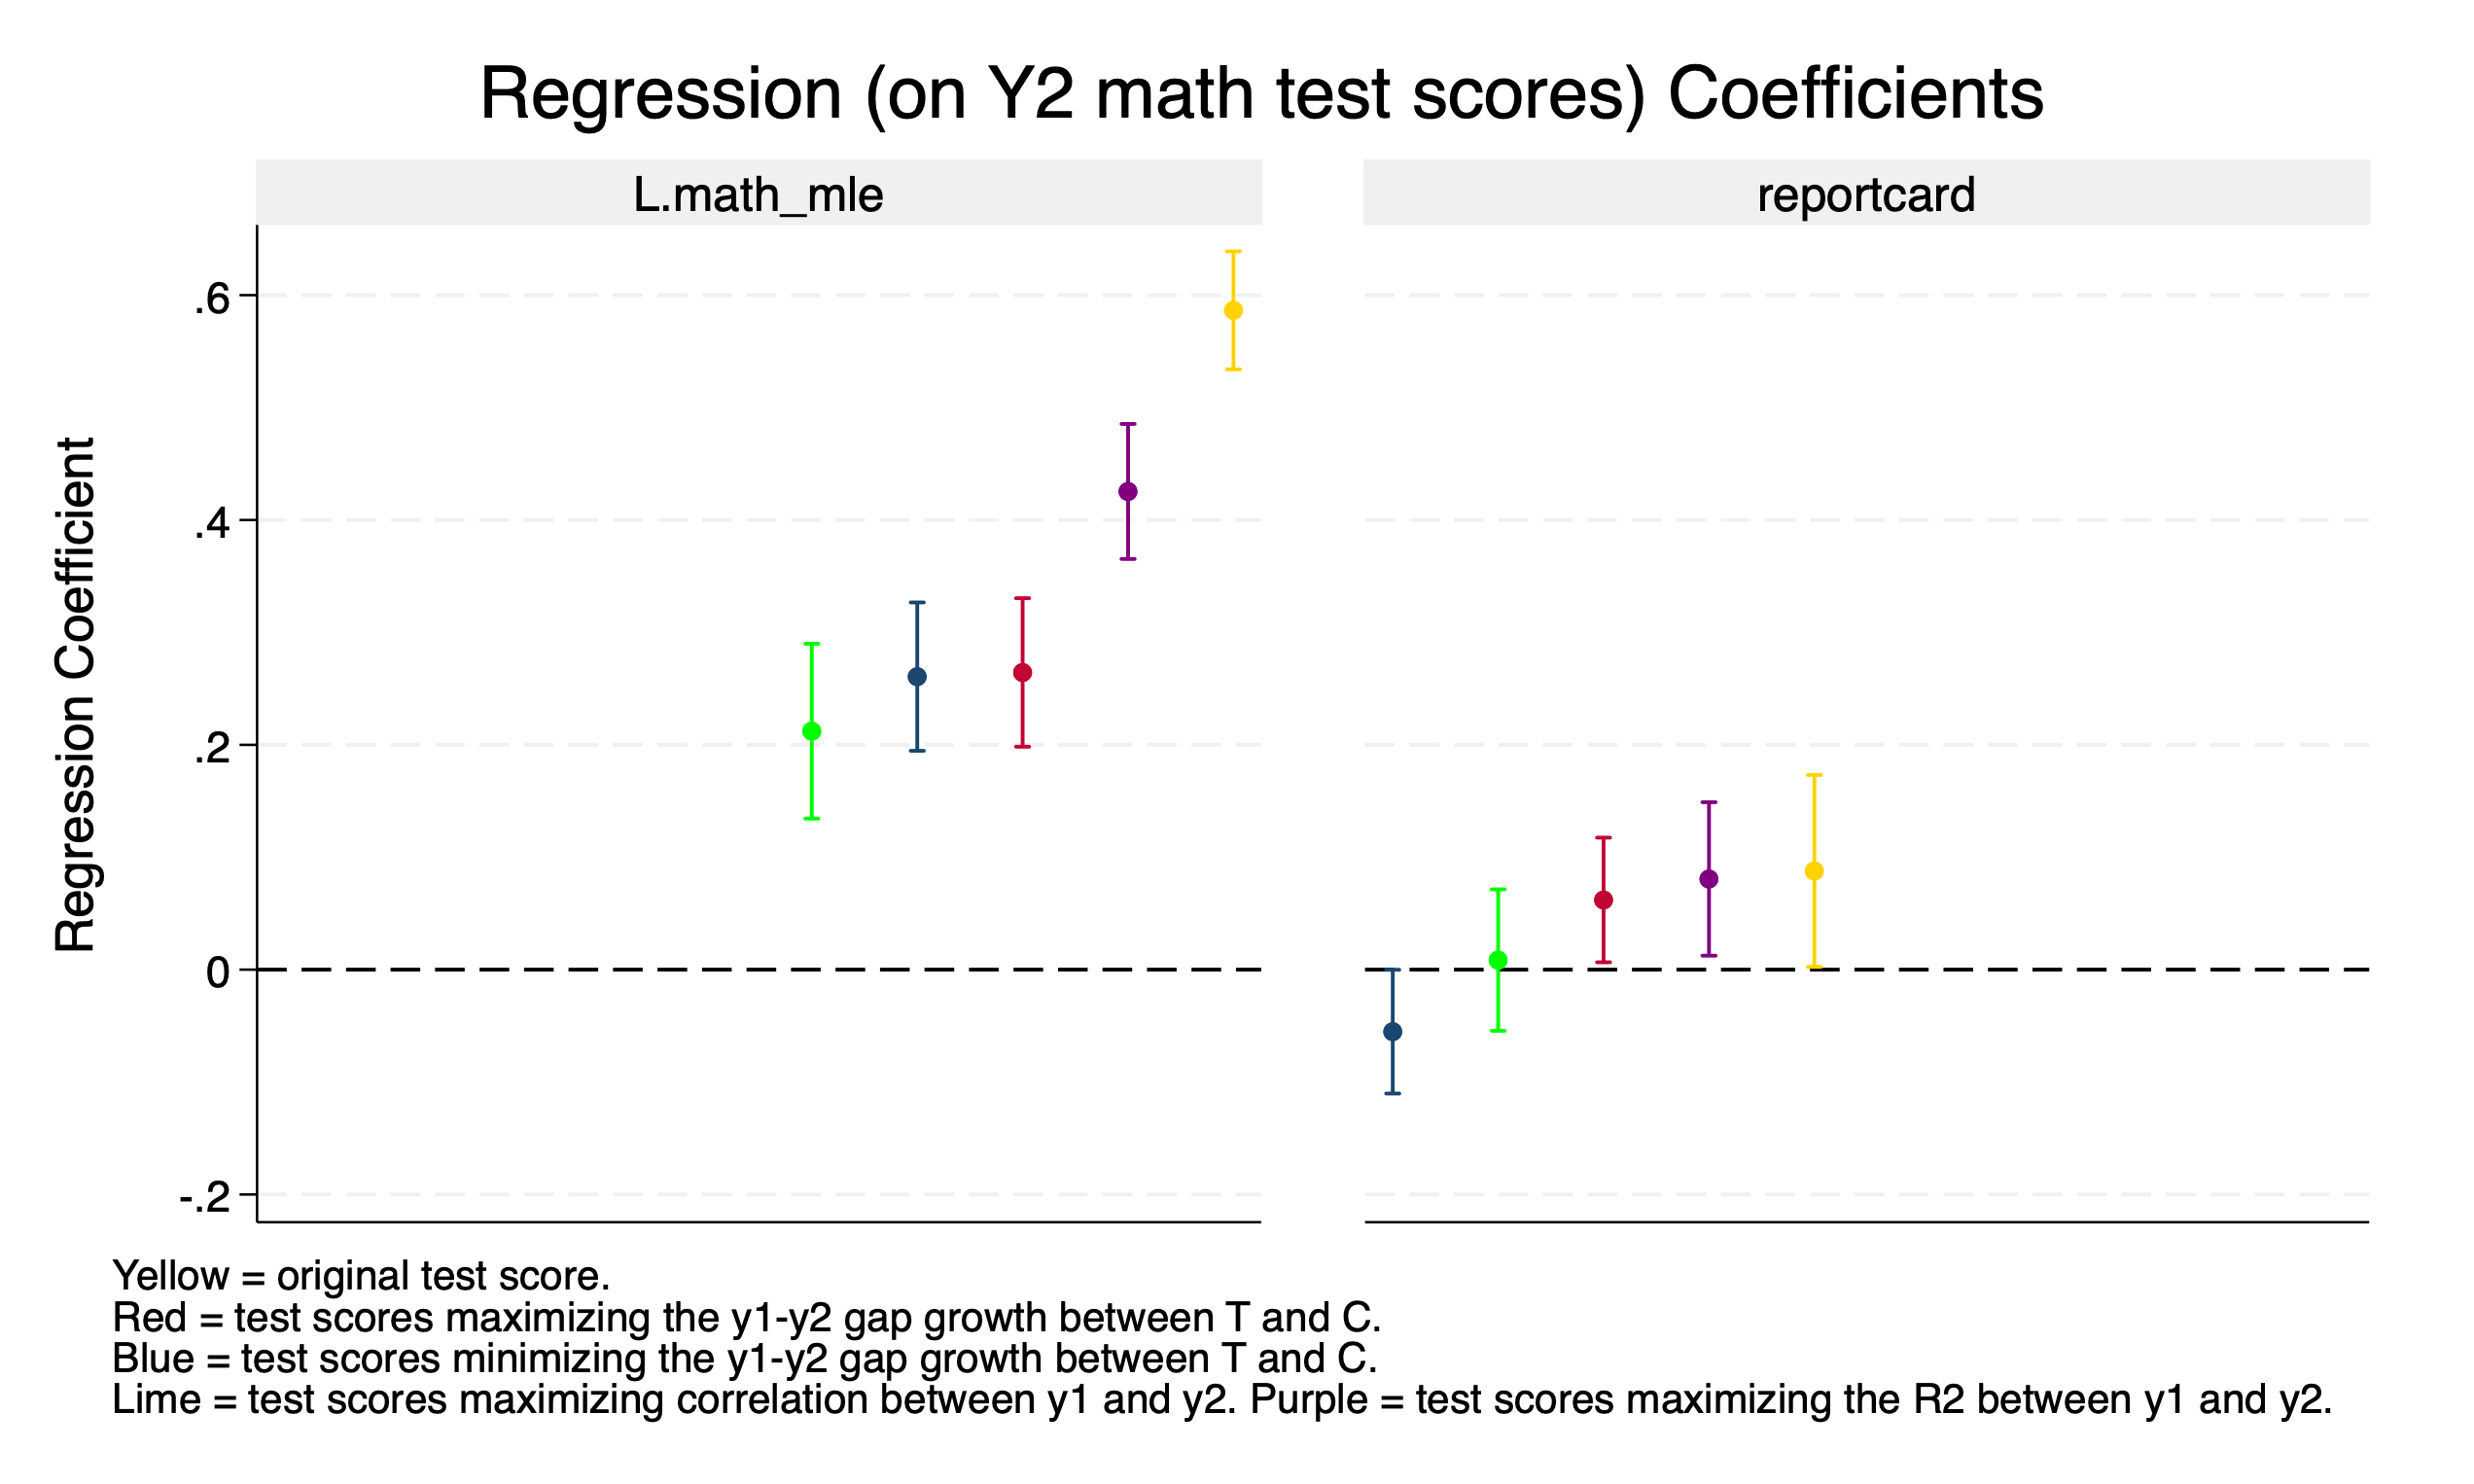 Regression (on Y2 math test scores) Coefficients
L.math_mle
reportcard
Regression Coefficient
.6
.4
.2
0
-.2
Yellow = original test score.
Red = test scores maximizing the y1-y2 gap growth between T and C.
Blue = test scores minimizing the y1-y2 gap growth between T and C.
Lime = test scores maximizing correlation between y1 and y2. Purple = test scores maximizing the R2 between y1 and y2.